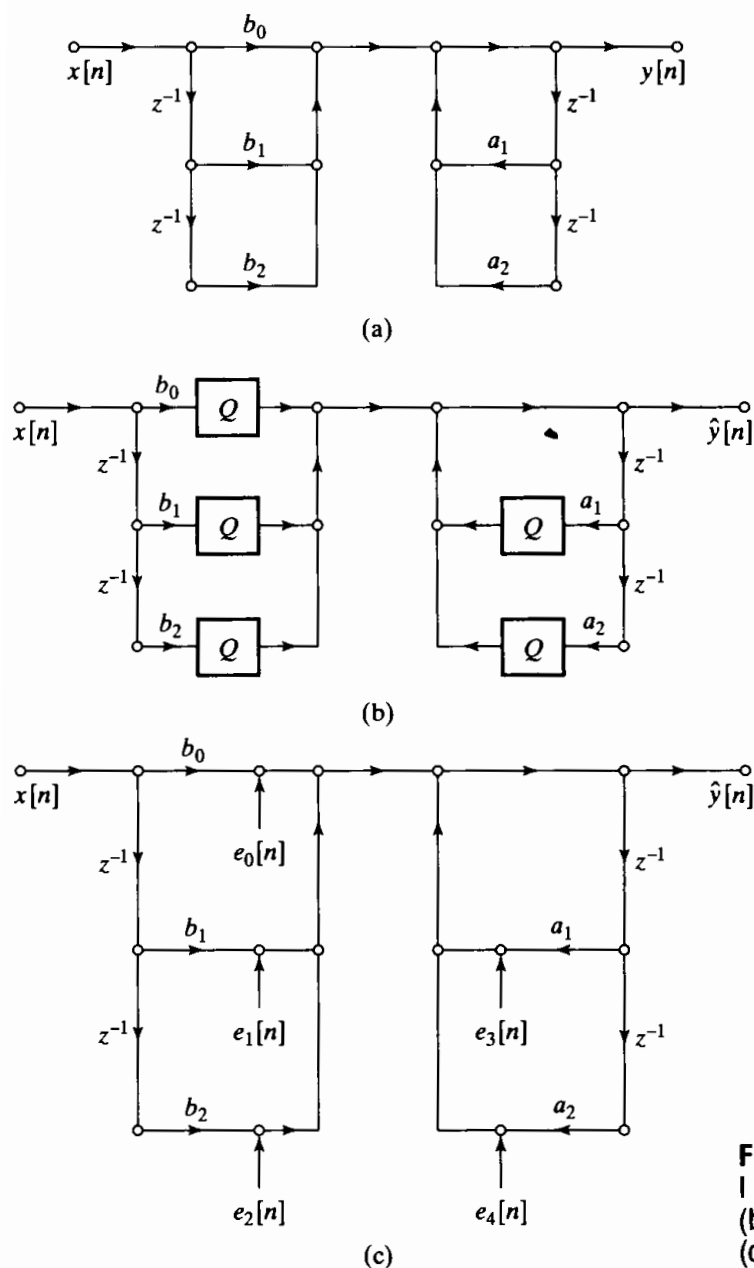 b₀
x[n] y[n]
z⁻¹ z⁻¹
b₁ a₁
z⁻¹ z⁻¹
b₂ a₂
(a)
b₀ Q
x[n] ŷ[n]
z⁻¹ z⁻¹
b₁ Q Q a₁
z⁻¹ z⁻¹
b₂ Q Q a₂
(b)
b₀
x[n] ŷ[n]
e₀[n]
z⁻¹ z⁻¹
b₁ a₁
e₁[n] e₃[n]
z⁻¹ z⁻¹
b₂ a₂
e₂[n] e₄[n]
(c)
F
(b